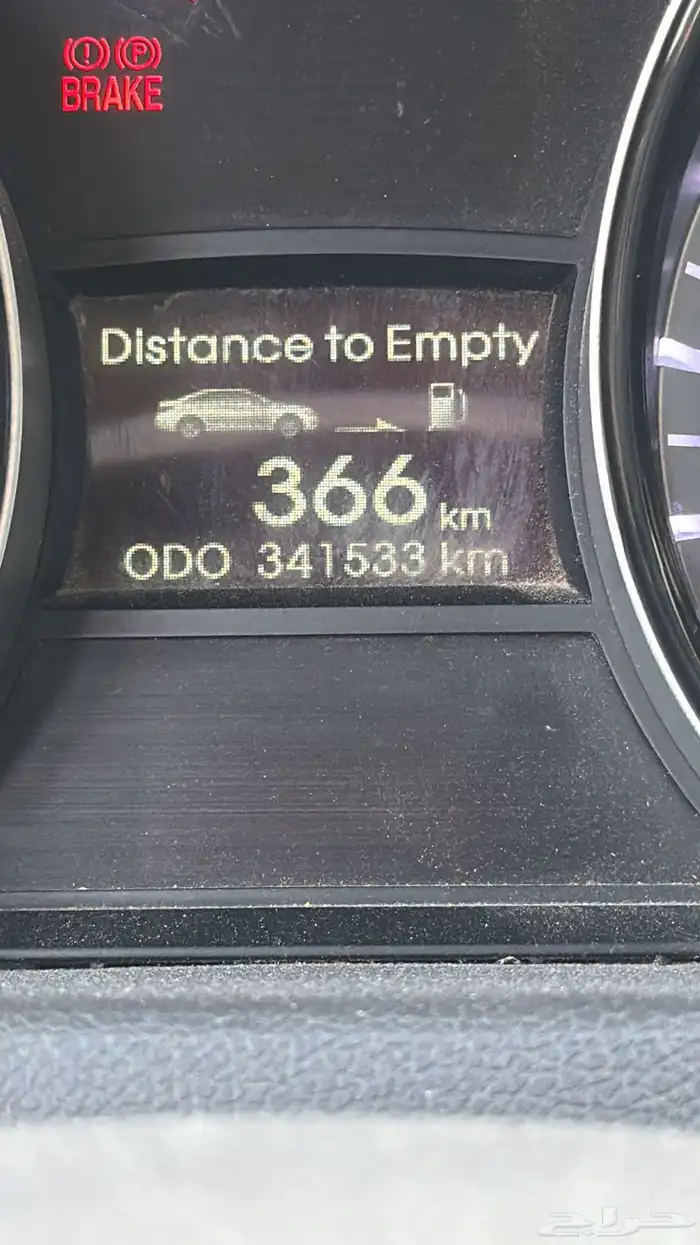 (!) (P)
BRAKE
Distance to Empty
366 km
ODO 341533 km
حراج